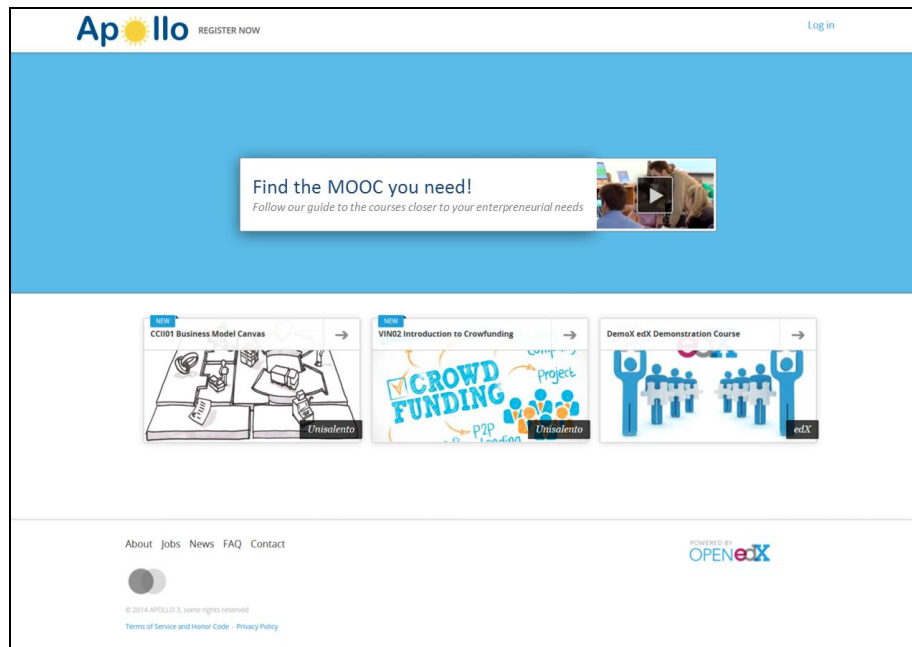 Apollo REGISTER NOW Log in
Find the MOOC you need!
Follow our guide to the courses closer to your enterpreneurial needs
NEW
CCII01 Business Model Canvas
Unisalento
NEW
VIN02 Introduction to Crowfunding
CROWD
FUNDING
Company
Project
P2P
Unisalento
DemoX edX Demonstration Course
edX
About Jobs News FAQ Contact
POWERED BY
OPEN edX
© 2014 APOLLO 3, some rights reserved
Terms of Service and Honor Code - Privacy Policy